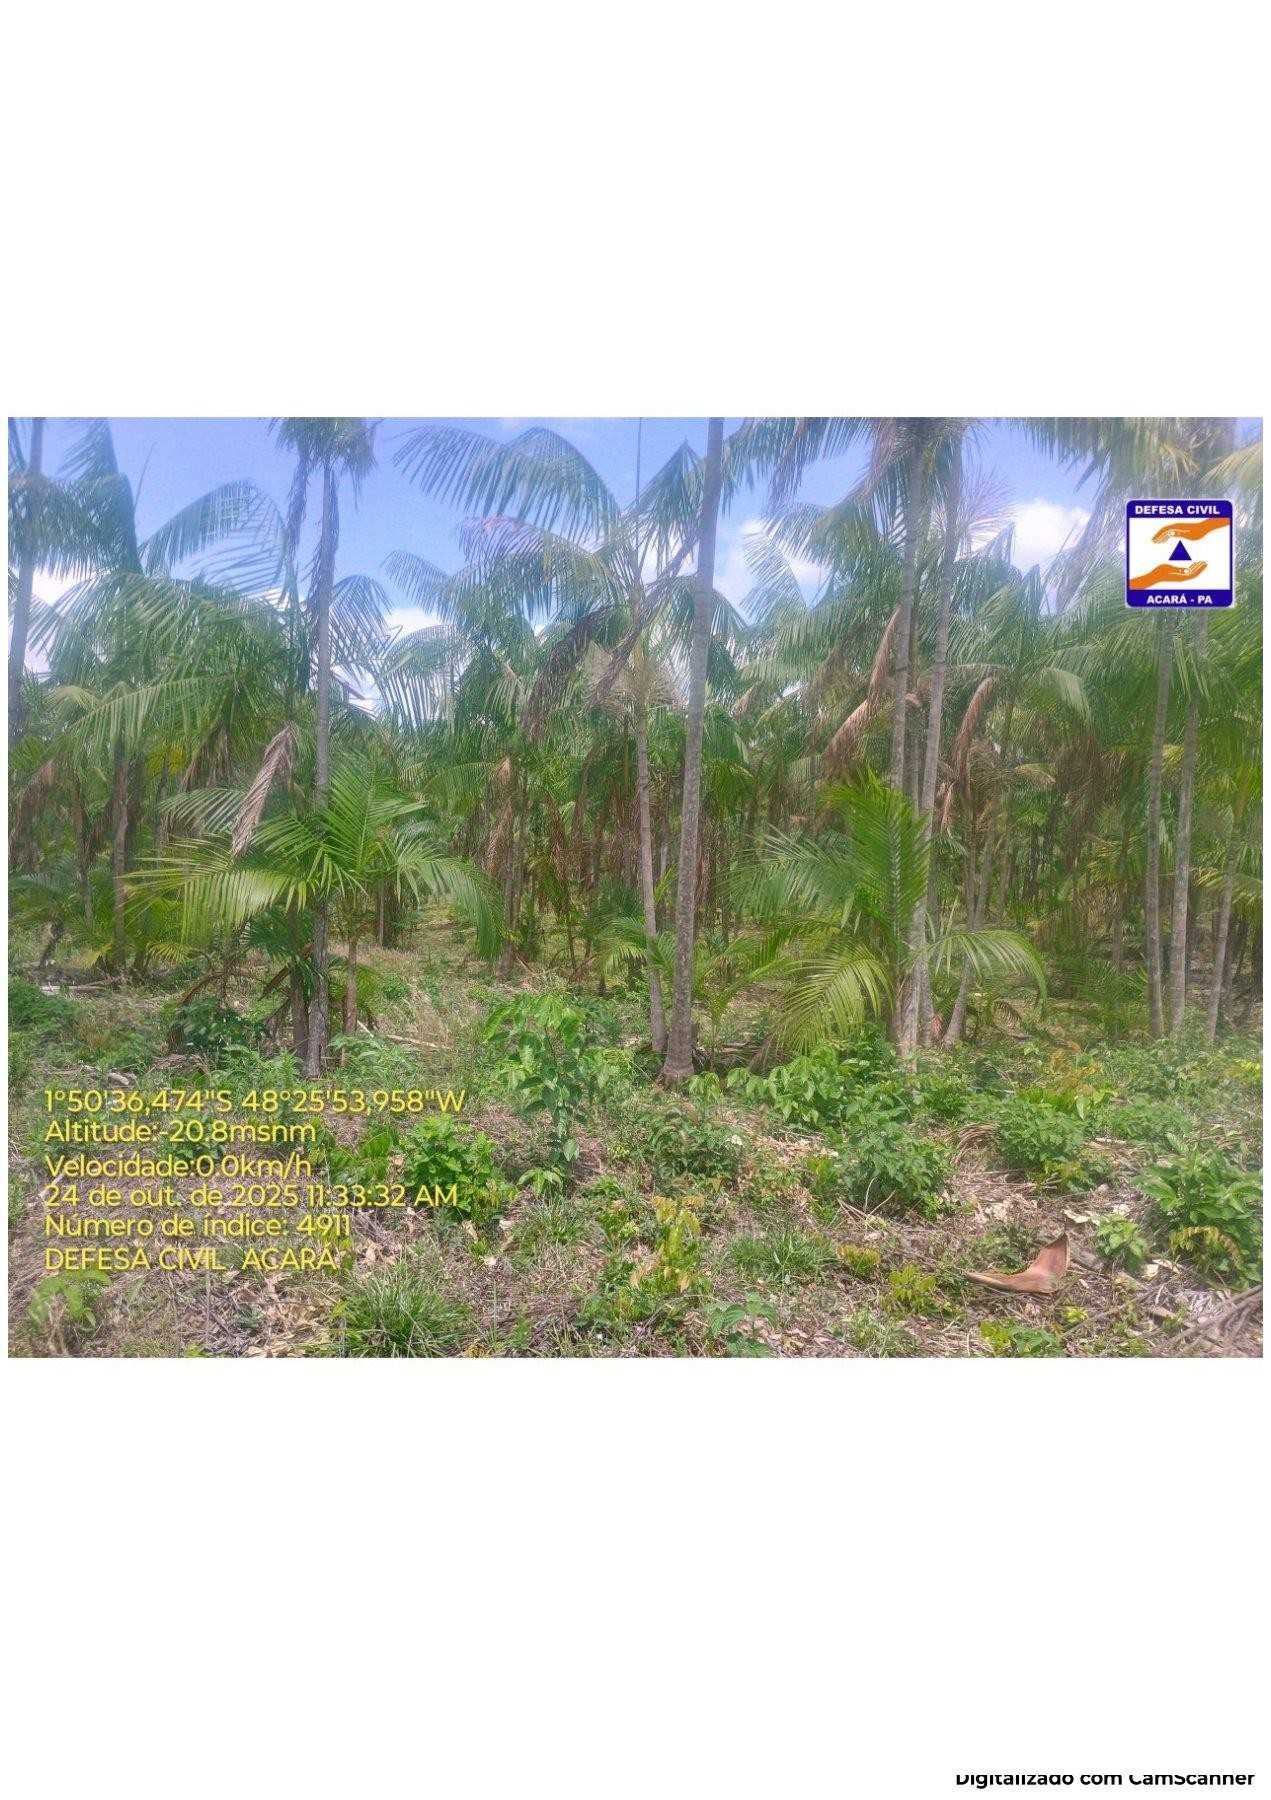 DEFESA CIVIL
ACARÁ - PA
1°50'36,474"S 48°25'53,958"W
Altitude:-20.8msnm
Velocidade:0.0km/h
24 de out. de 2025 11:33:32 AM
Número de índice: 4911
DEFESA CIVIL ACARÁ
Digitalizado com CamScanner